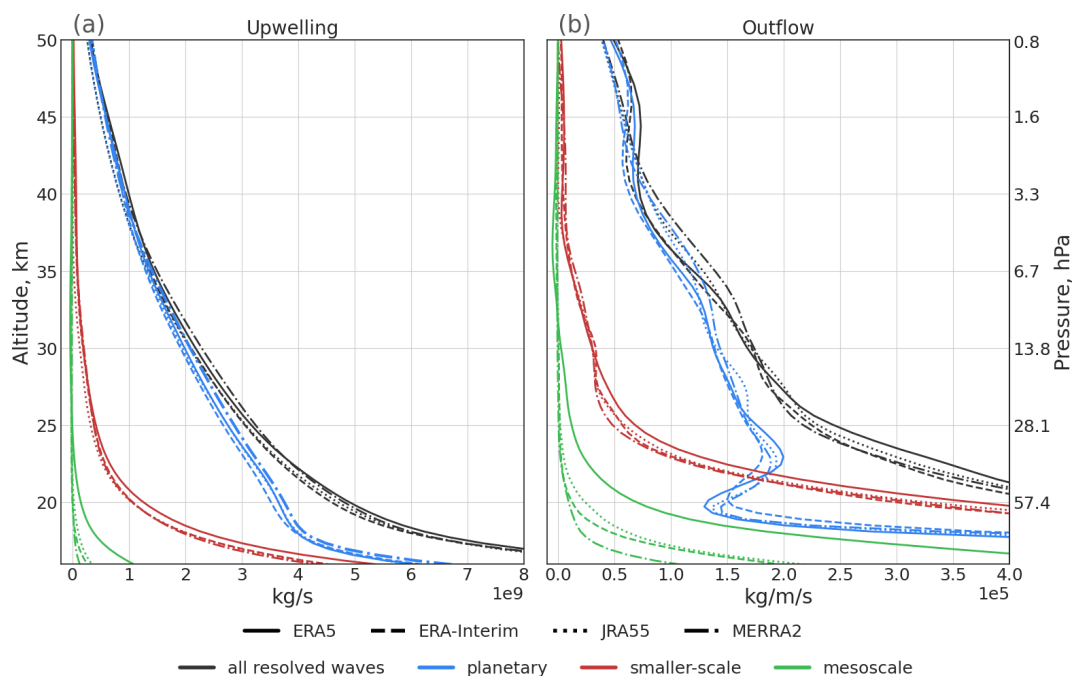 (a) Upwelling
(b) Outflow
Altitude, km
50
45
40
35
30
25
20
0 1 2 3 4 5 6 7 8
1e9
kg/s
0.0 0.5 1.0 1.5 2.0 2.5 3.0 3.5 4.0
1e5
kg/m/s
0.8
1.6
3.3
6.7
13.8
28.1
57.4
Pressure, hPa
ERA5 ERA-Interim JRA55 MERRA2
all resolved waves planetary smaller-scale mesoscale